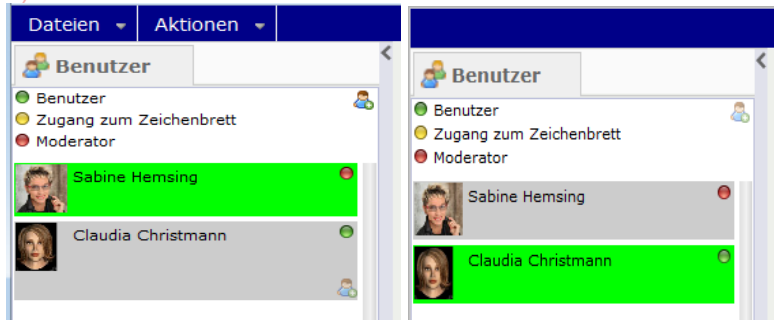 Dateien Aktionen
Benutzer
Benutzer
Zugang zum Zeichenbrett
Moderator
Sabine Hemsing
Claudia Christmann
Benutzer
Benutzer
Zugang zum Zeichenbrett
Moderator
Sabine Hemsing
Claudia Christmann